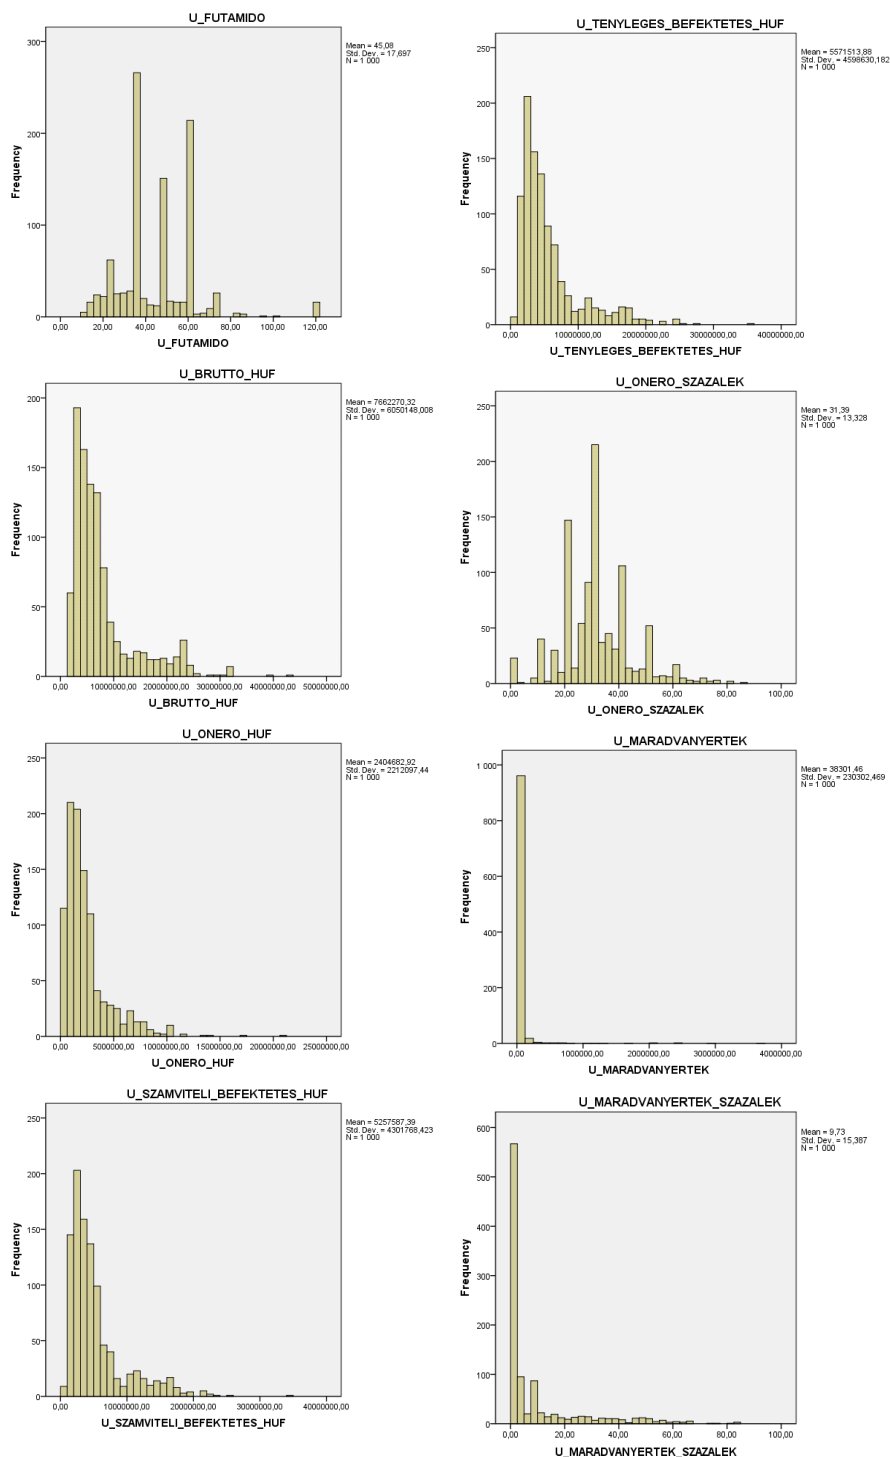 U_FUTAMIDO
Mean = 45,08
Std. Dev. = 17,697
N = 1 000
Frequency
300
200
100
0
0,00 20,00 40,00 60,00 80,00 100,00 120,00
U_FUTAMIDO
U_TENYLEGES_BEFEKTETES_HUF
Mean = 5571513,88
Std. Dev. = 4598630,182
N = 1 000
Frequency
250
200
150
100
50
0
0,00 10000000,00 20000000,00 30000000,00 40000000,00
U_TENYLEGES_BEFEKTETES_HUF
U_BRUTTO_HUF
Mean = 7662270,32
Std. Dev. = 6050148,008
N = 1 000
Frequency
200
150
100
50
0
0,00 10000000,00 20000000,00 30000000,00 40000000,00 50000000,00
U_BRUTTO_HUF
U_ONERO_SZAZALEK
Mean = 31,39
Std. Dev. = 13,328
N = 1 000
Frequency
250
200
150
100
50
0
0,00 20,00 40,00 60,00 80,00 100,00
U_ONERO_SZAZALEK
U_ONERO_HUF
Mean = 2404682,92
Std. Dev. = 2212097,44
N = 1 000
Frequency
250
200
150
100
50
0
0,00 5000000,00 10000000,00 15000000,00 20000000,00 25000000,00
U_ONERO_HUF
U_MARADVANYERTEK
Mean = 38301,46
Std. Dev. = 230302,469
N = 1 000
Frequency
1 000
800
600
400
200
0
0,00 1000000,00 2000000,00 3000000,00 4000000,00
U_MARADVANYERTEK
U_SZAMVITELI_BEFEKTETES_HUF
Mean = 5257587,39
Std. Dev. = 4301768,423
N = 1 000
Frequency
250
200
150
100
50
0
0,00 10000000,00 20000000,00 30000000,00 40000000,00
U_SZAMVITELI_BEFEKTETES_HUF
U_MARADVANYERTEK_SZAZALEK
Mean = 9,73
Std. Dev. = 15,387
N = 1 000
Frequency
600
500
400
300
200
100
0
0,00 20,00 40,00 60,00 80,00 100,00
U_MARADVANYERTEK_SZAZALEK